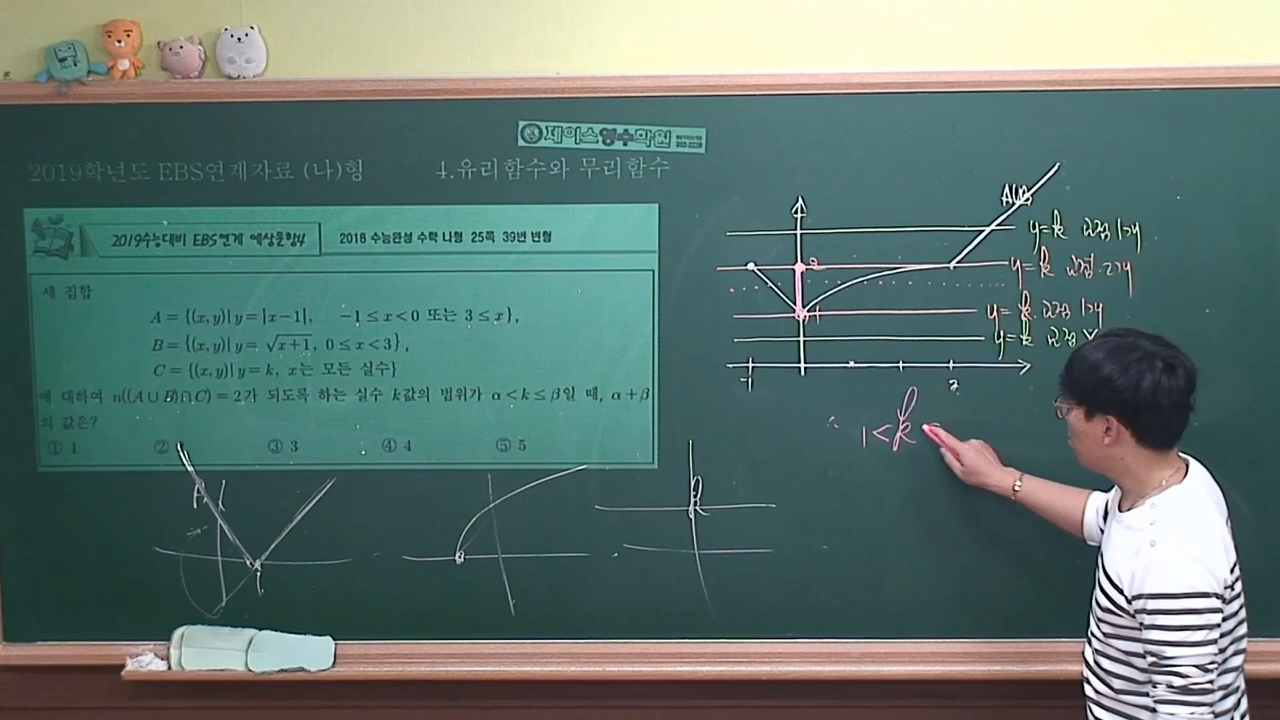 제이스영수학원
2019학년도 EBS연계자료 (나)형 4.유리함수와 무리함수
2019수능대비 EBS연계 예상문항4 2018 수능완성 수학 나형 25쪽 39번 변형
세 집합
A = {(x, y)| y = |x-1|, -1 ≤ x < 0 또는 3 ≤ x},
B = {(x, y)| y = √(x+1), 0 ≤ x < 3},
C = {(x, y)| y = k, x는 모든 실수}
에 대하여 n((A∪B)∩C) = 2가 되도록 하는 실수 k값의 범위가 α < k ≤ β일 때, α+β
의 값은?
① 1 ② ③ 3 ④ 4 ⑤ 5
A∪B
y=k 교점 1개
2 y=k 교점 2개
1 y=k 교점 1개
y=k 교점 X
-1 3
∴ 1<k
A
1
k